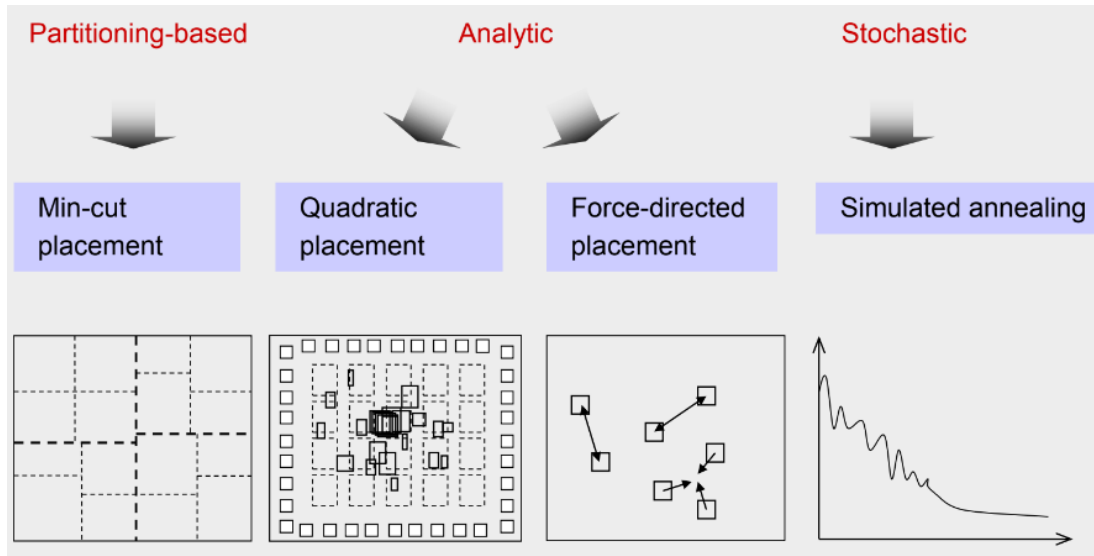 Partitioning-based
Analytic
Stochastic
Min-cut
placement
Quadratic
placement
Force-directed
placement
Simulated annealing